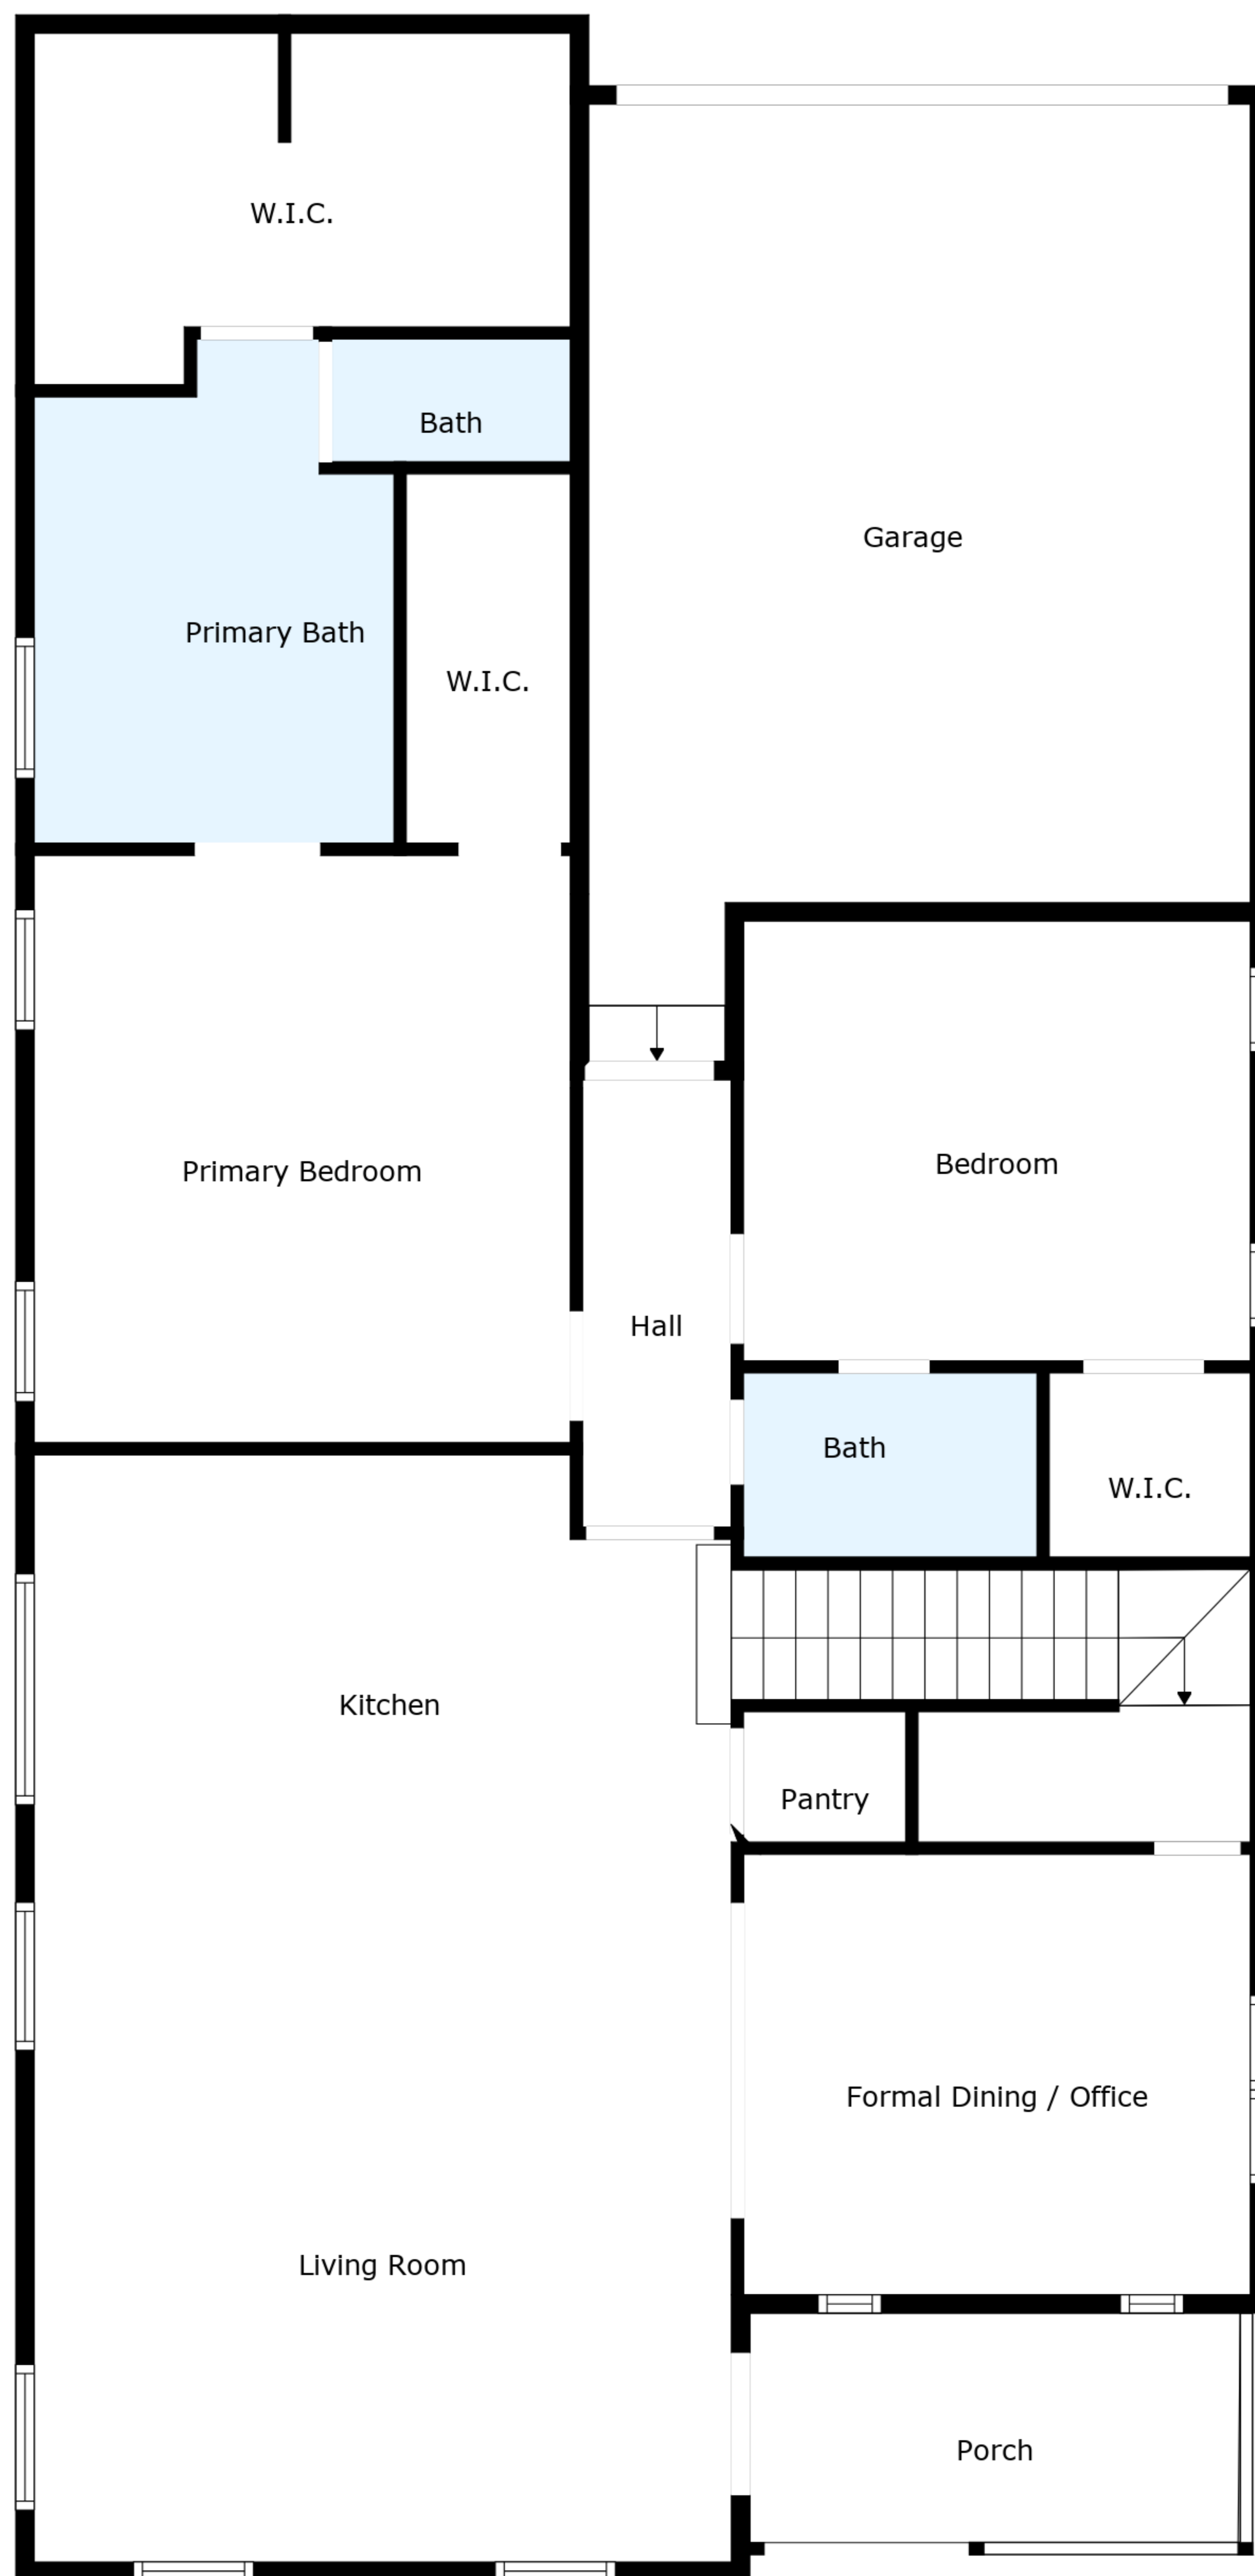 W.I.C.
Bath
Garage
Primary Bath
W.I.C.
Bedroom
Primary Bedroom
Hall
Bath
W.I.C.
Kitchen
Pantry
Formal Dining / Office
Living Room
Porch